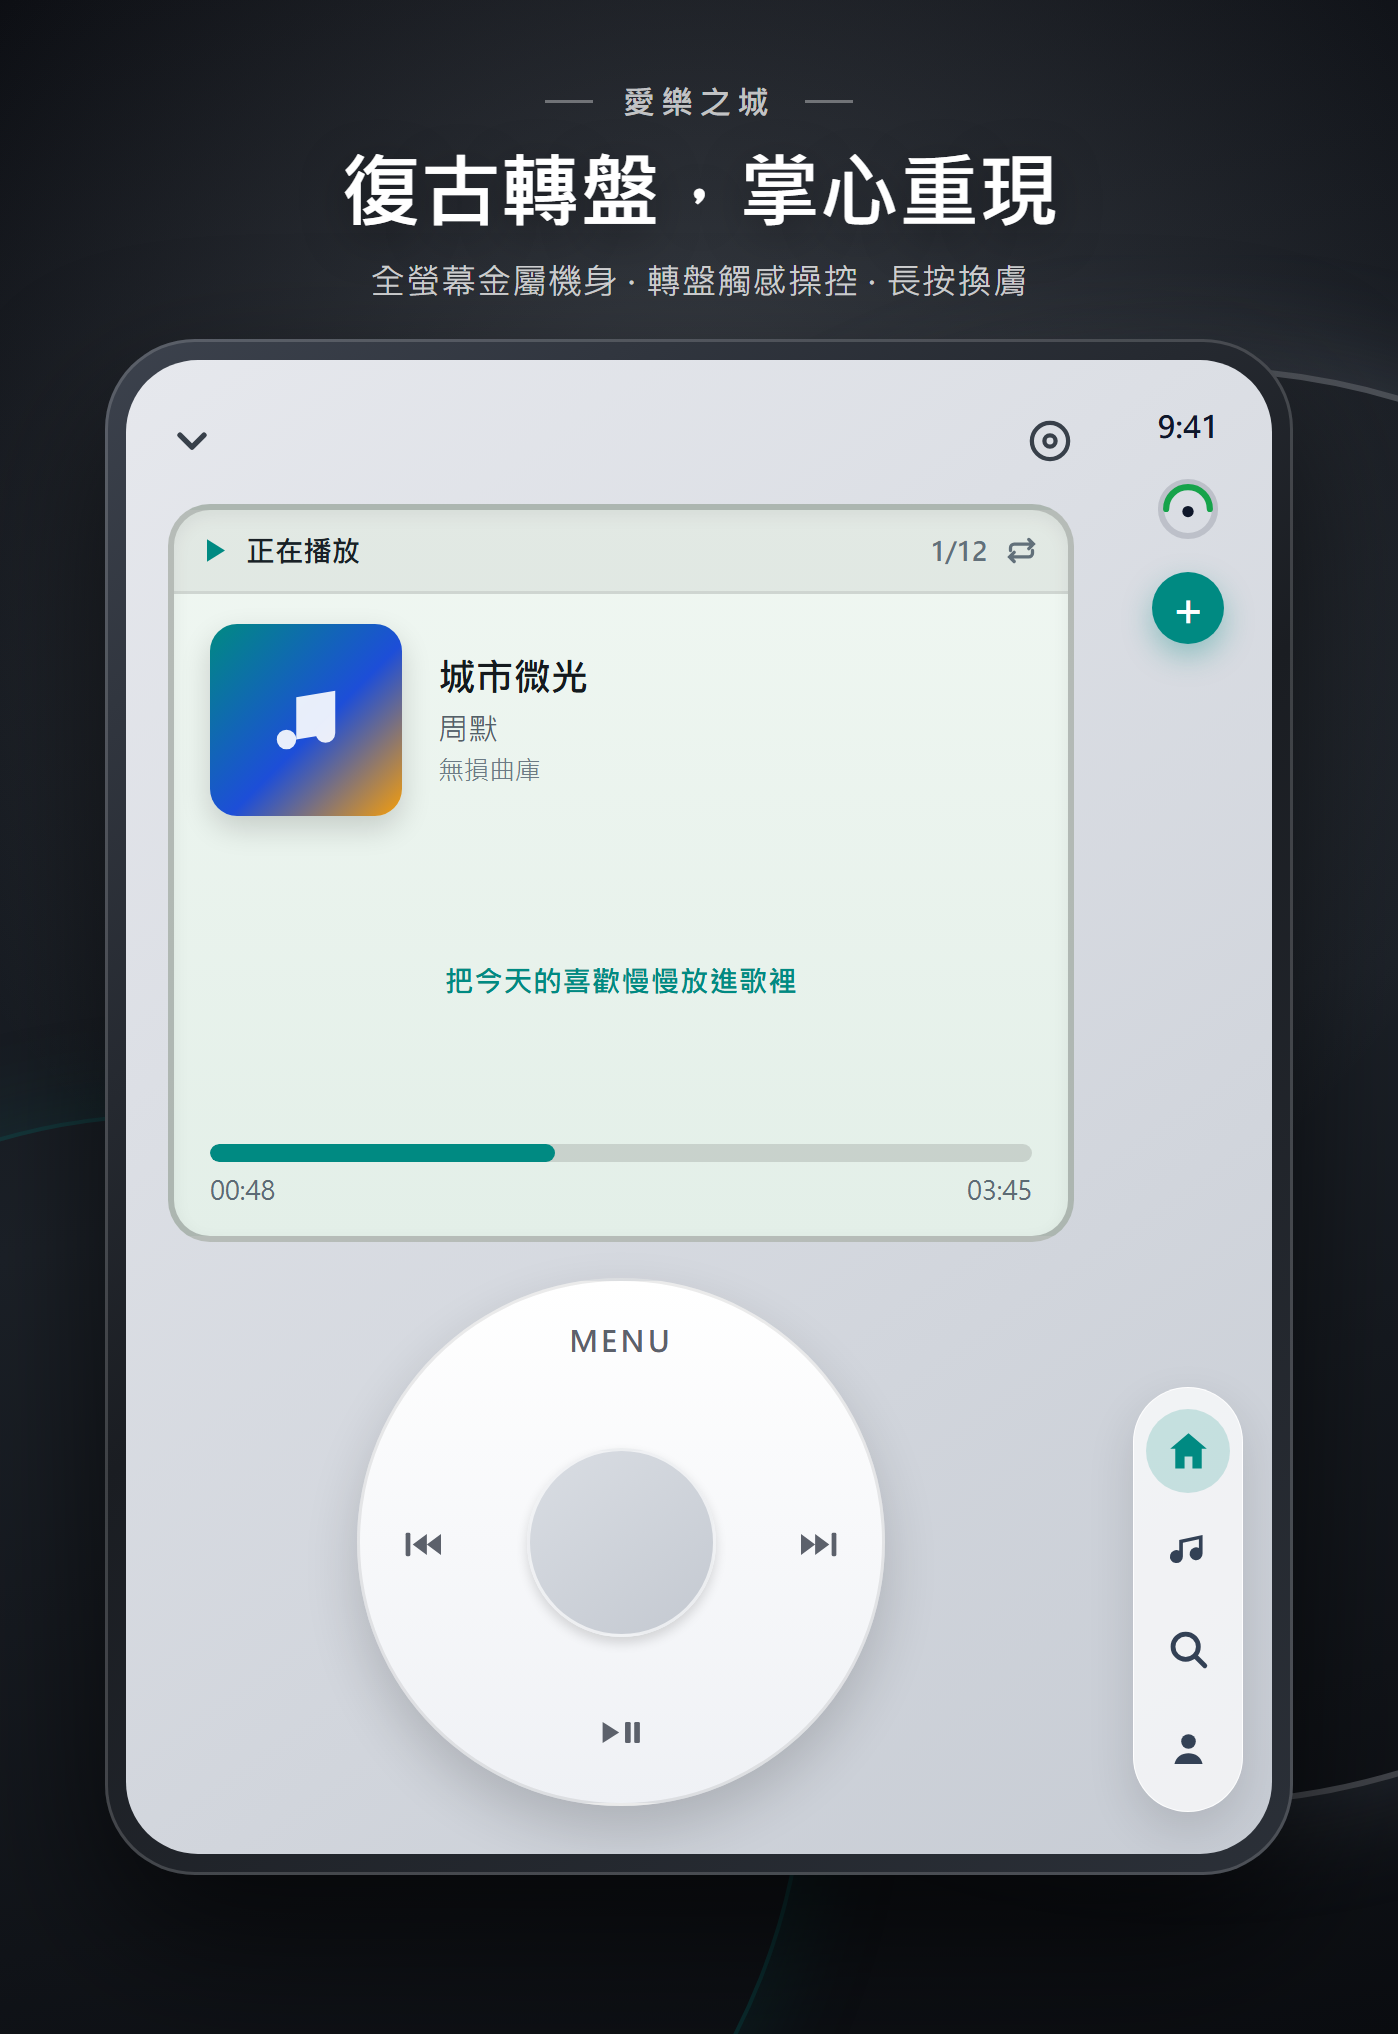 愛樂之城
復古轉盤，掌心重現
全螢幕金屬機身 · 轉盤觸感操控 · 長按換膚
9:41
正在播放
1/12
城市微光
周默
無損曲庫
把今天的喜歡慢慢放進歌裡
00:48
03:45
MENU